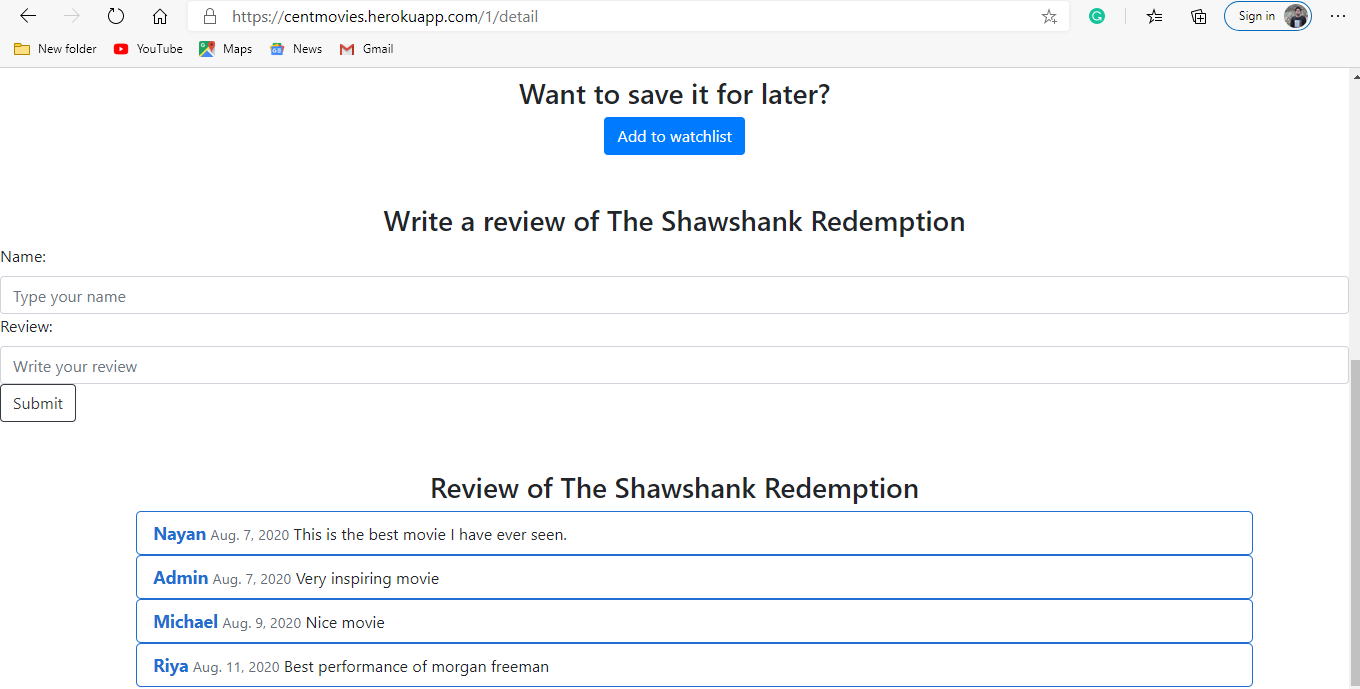 https://centmovies.herokuapp.com/1/detail
Sign in
New folder YouTube Maps News Gmail
Want to save it for later?
Add to watchlist
Write a review of The Shawshank Redemption
Name:
Type your name
Review:
Write your review
Submit
Review of The Shawshank Redemption
Nayan Aug. 7, 2020 This is the best movie I have ever seen.
Admin Aug. 7, 2020 Very inspiring movie
Michael Aug. 9, 2020 Nice movie
Riya Aug. 11, 2020 Best performance of morgan freeman